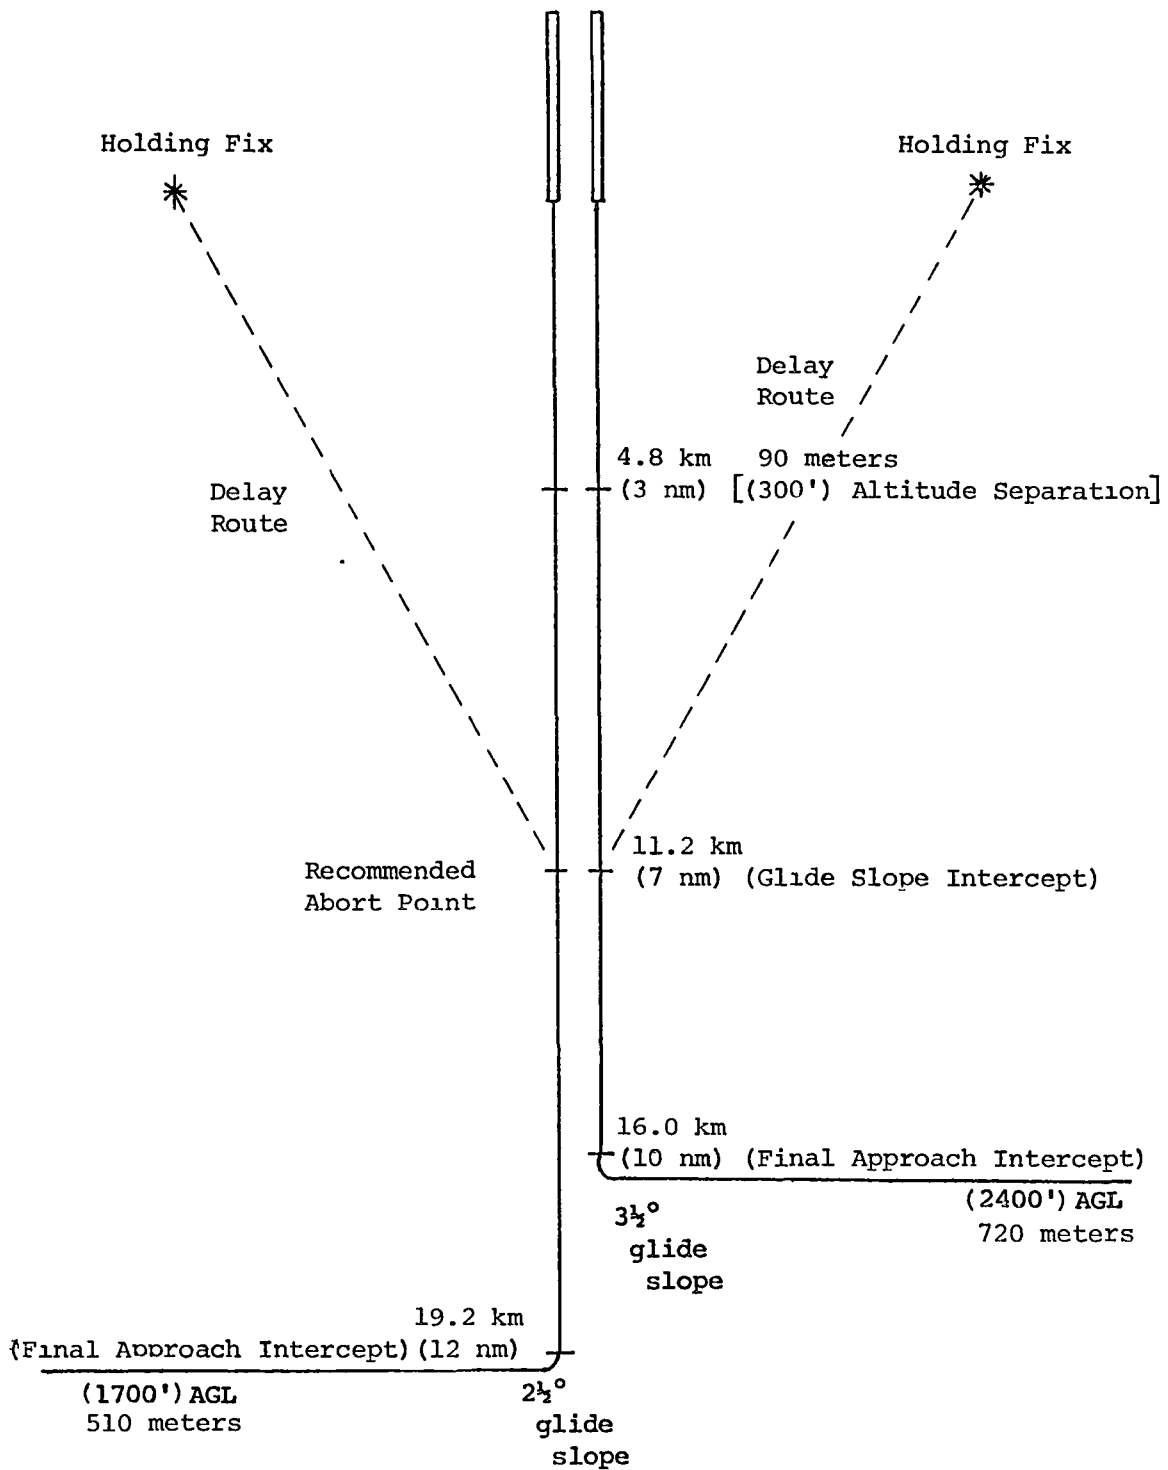 Holding Fix
Holding Fix
Delay
Route
4.8 km 90 meters
(3 nm) [(300') Altitude Separation]
Delay
Route
11.2 km
(7 nm) (Glide Slope Intercept)
Recommended
Abort Point
16.0 km
(10 nm) (Final Approach Intercept)
(2400') AGL
720 meters
3½°
glide
slope
19.2 km
(Final Approach Intercept) (12 nm)
(1700') AGL
510 meters
2½°
glide
slope